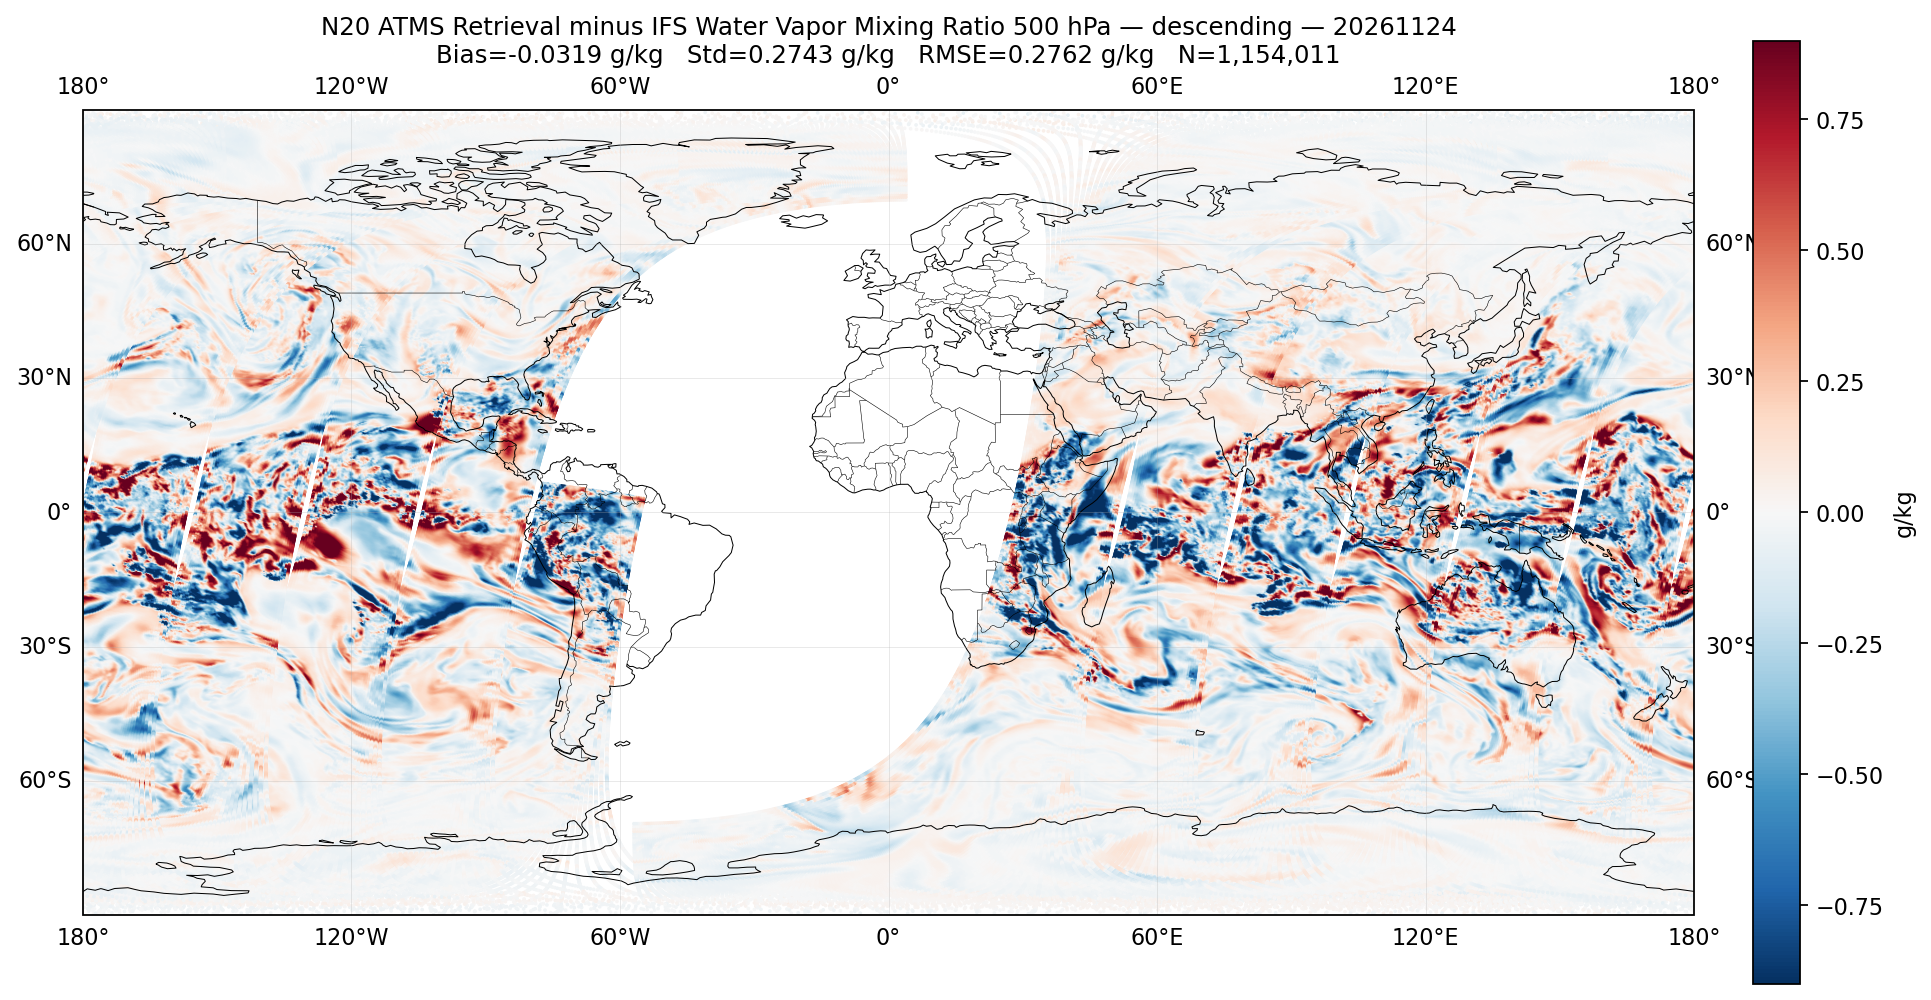 N20 ATMS Retrieval minus IFS Water Vapor Mixing Ratio 500 hPa — descending — 20261124
Bias=-0.0319 g/kg Std=0.2743 g/kg RMSE=0.2762 g/kg N=1,154,011
180° 120°W 60°W 0° 60°E 120°E 180°
60°N 60°N
30°N 30°N
0° 0°
30°S 30°S
60°S 60°S
180° 120°W 60°W 0° 60°E 120°E 180°
0.75
0.50
0.25
0.00
−0.25
−0.50
−0.75
g/kg